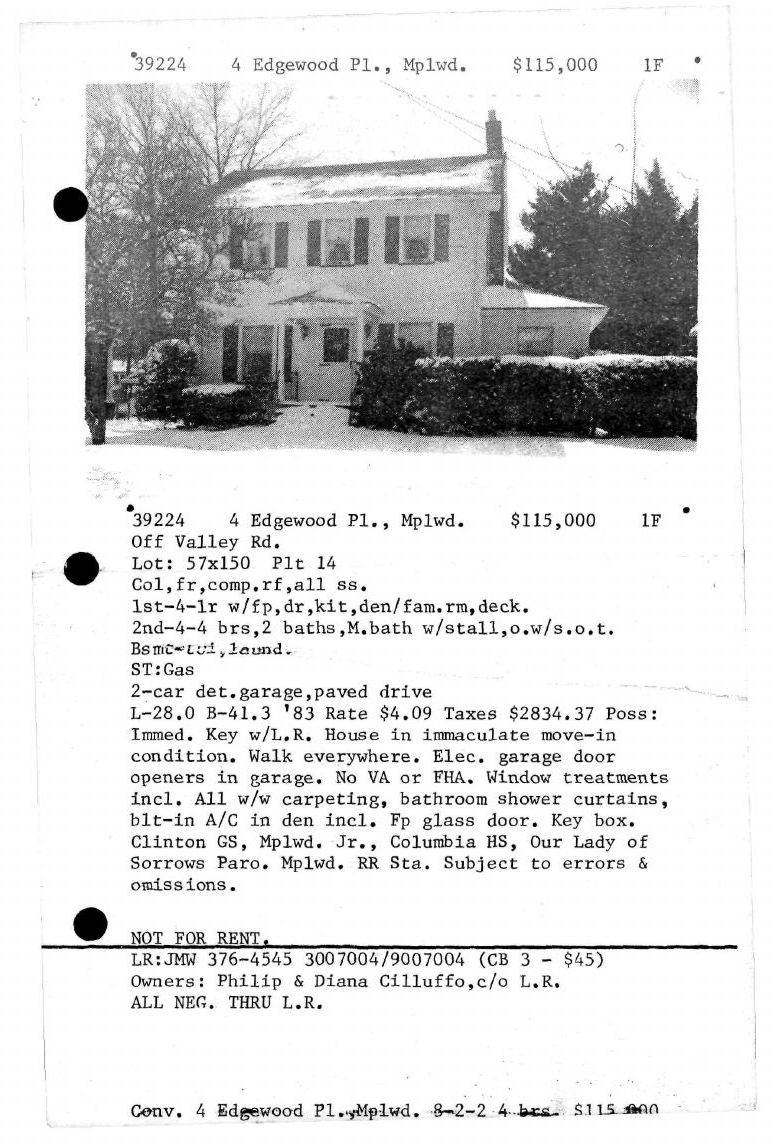 39224 4 Edgewood Pl., Mplwd. $115,000 1F
39224 4 Edgewood Pl., Mplwd. $115,000 1F
Off Valley Rd.
Lot: 57x150 Plt 14
Col,fr,comp.rf,all ss.
1st-4-lr w/fp,dr,kit,den/fam.rm,deck.
2nd-4-4 brs,2 baths,M.bath w/stall,o.w/s.o.t.
laund.
ST:Gas
2-car det.garage,paved drive
L-28.0 B-41.3 '83 Rate $4.09 Taxes $2834.37 Poss:
Immed. Key w/L.R. House in immaculate move-in
condition. Walk everywhere. Elec. garage door
openers in garage. No VA or FHA. Window treatments
incl. All w/w carpeting, bathroom shower curtains,
blt-in A/C in den incl. Fp glass door. Key box.
Clinton GS, Mplwd. Jr., Columbia HS, Our Lady of
Sorrows Paro. Mplwd. RR Sta. Subject to errors &
omissions.
NOT FOR RENT.
LR:JMW 376-4545 3007004/9007004 (CB 3 - $45)
Owners: Philip & Diana Cilluffo,c/o L.R.
ALL NEG. THRU L.R.
Conv. 4 Edgewood Pl.,Mplwd. 8-2-2 4 brs. $115,000